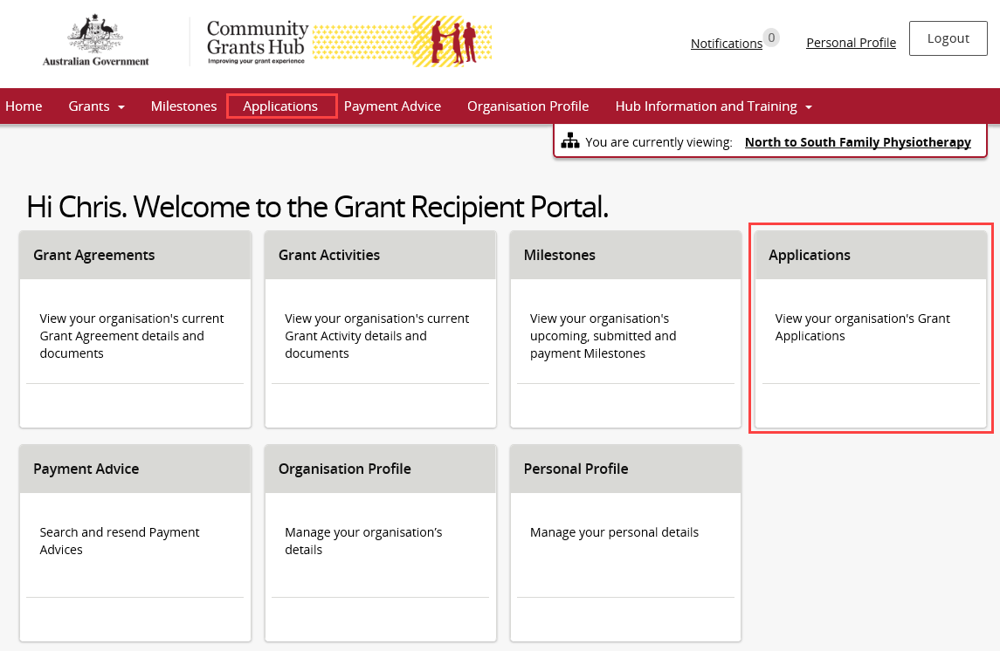 Australian Government
Community
Grants Hub
Improving your grant experience
Notifications 0
Personal Profile
Logout
Home Grants Milestones Applications Payment Advice Organisation Profile Hub Information and Training
You are currently viewing: North to South Family Physiotherapy
Hi Chris. Welcome to the Grant Recipient Portal.
Grant Agreements
View your organisation's current
Grant Agreement details and
documents
Grant Activities
View your organisation's current
Grant Activity details and
documents
Milestones
View your organisation's
upcoming, submitted and
payment Milestones
Applications
View your organisation's Grant
Applications
Payment Advice
Search and resend Payment
Advices
Organisation Profile
Manage your organisation’s
details
Personal Profile
Manage your personal details